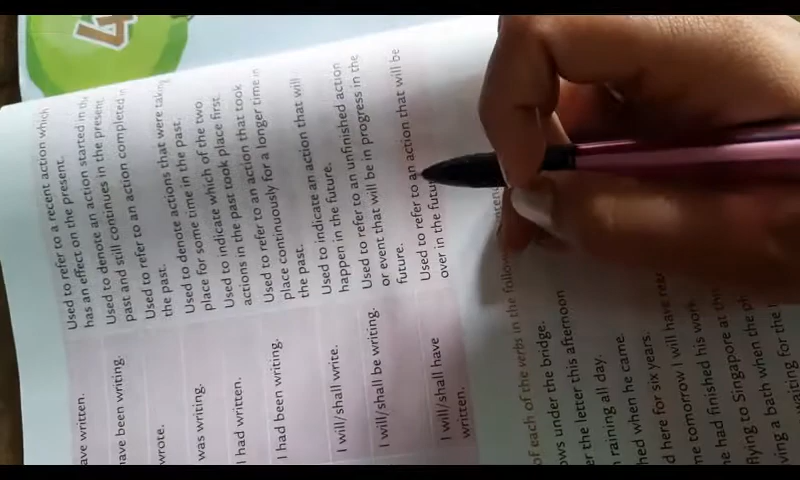 4
ave written.
Used to refer to a recent action which
has an effect on the present.
have been writing.
Used to denote an action started in the
past and still continues in the present.
wrote.
Used to refer to an action completed in
the past.
was writing.
Used to denote actions that were taking
place for some time in the past.
I had written.
Used to indicate which of the two
actions in the past took place first.
I had been writing.
Used to refer to an action that took
place continuously for a longer time in
the past.
I will/shall write.
Used to indicate an action that will
happen in the future.
I will/shall be writing.
Used to refer to an unfinished action
or event that will be in progress in the
future.
I will/shall have
written.
Used to refer to an action that will be
over in the futu
of each of the verbs in the follow
ows under the bridge.
er the letter this afternoon
raining all day.
hed when he came.
d here for six years.
me tomorrow I will have rea
ne had finished his work.
flying to Singapore at th
ving a bath when the ph
waiting for the